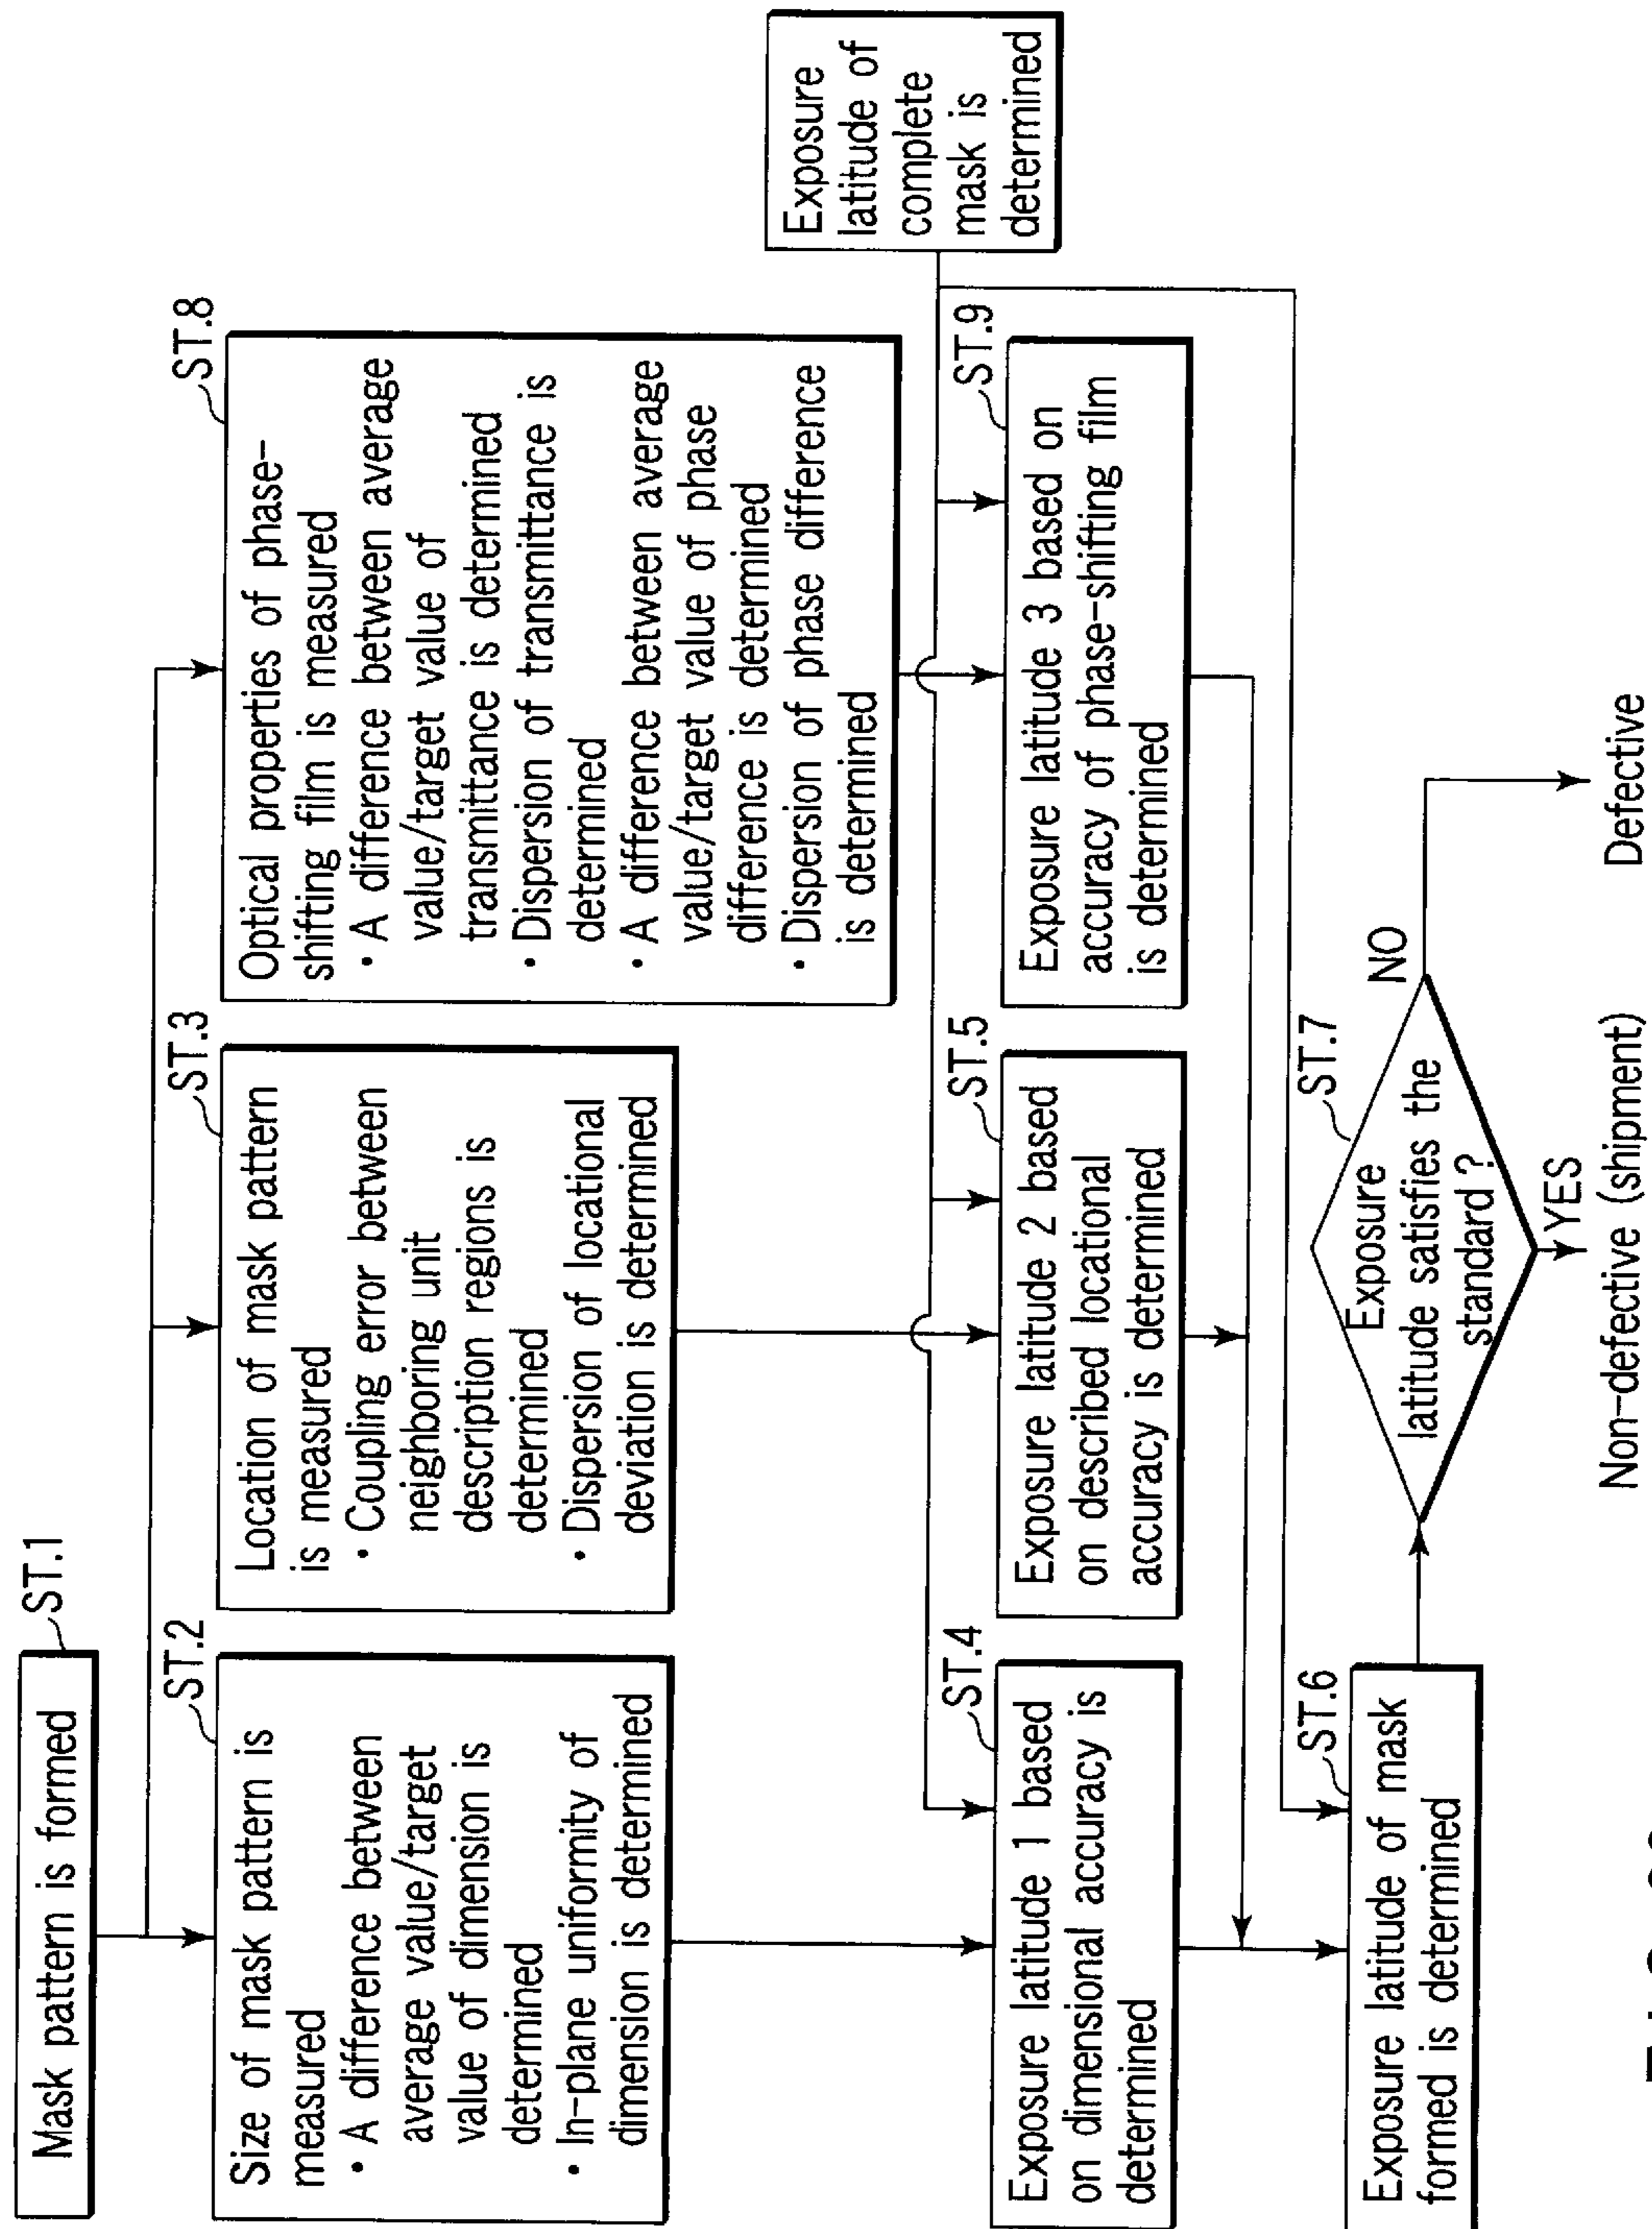 Mask pattern is formed
ST.1
ST.2
Size of mask pattern is
measured
• A difference between
average value/target
value of dimension is
determined
• In-plane uniformity of
dimension is determined
ST.3
Location of mask pattern
is measured
• Coupling error between
neighboring unit
description regions is
determined
• Dispersion of locational
deviation is determined
ST.8
Optical properties of phase-
shifting film is measured
• A difference between average
value/target value of
transmittance is determined
• Dispersion of transmittance is
determined
• A difference between average
value/target value of phase
difference is determined
• Dispersion of phase difference
is determined
Exposure
latitude of
complete
mask is
determined
ST.4
Exposure latitude 1 based
on dimensional accuracy is
determined
ST.5
Exposure latitude 2 based
on described locational
accuracy is determined
ST.9
Exposure latitude 3 based on
accuracy of phase-shifting film
is determined
ST.6
Exposure latitude of mask
formed is determined
ST.7
Exposure
latitude satisfies the
standard ?
NO
YES
Non-defective (shipment)
Defective